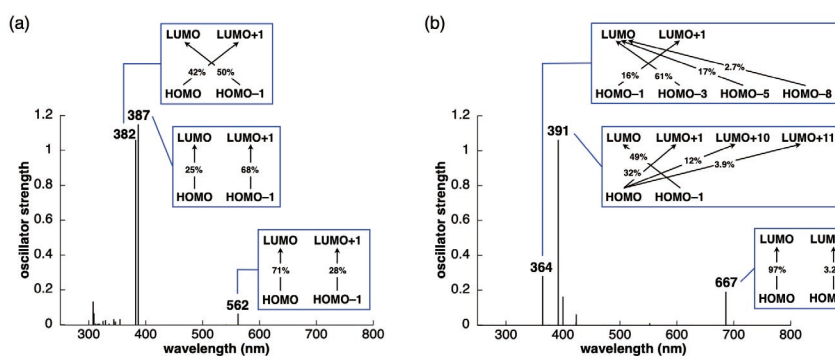 (a)
LUMO LUMO+1
42% 50%
HOMO HOMO–1
382 387
LUMO LUMO+1
25% 68%
HOMO HOMO–1
LUMO LUMO+1
71% 28%
HOMO HOMO–1
562
1.2
1
0.8
0.6
0.4
0.2
0
oscillator strength
300 400 500 600 700 800
wavelength (nm)
(b)
LUMO LUMO+1
16% 61% 17% 2.7%
HOMO–1 HOMO–3 HOMO–5 HOMO–8
391
LUMO LUMO+1 LUMO+10 LUMO+11
49%
32% 12% 3.9%
HOMO HOMO–1
364
LUMO
97% 3.2
HOMO
667
1.2
1
0.8
0.6
0.4
0.2
0
oscillator strength
300 400 500 600 700 800
wavelength (nm)